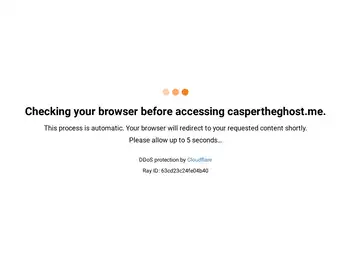 Checking your browser before accessing caspertheghost.me.
This process is automatic. Your browser will redirect to your requested content shortly.
Please allow up to 5 seconds...
DDoS protection by Cloudflare
Ray ID: 63cd23c24fe04b40